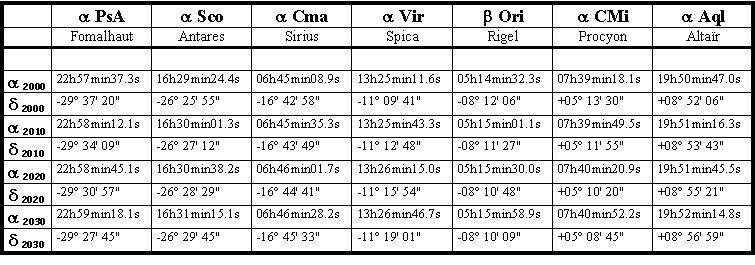 α PsA α Sco α Cma α Vir β Ori α CMi α Aql
Fomalhaut Antares Sirius Spica Rigel Procyon Altaïr
α 2000 22h57min37.3s 16h29min24.4s 06h45min08.9s 13h25min11.6s 05h14min32.3s 07h39min18.1s 19h50min47.0s
δ 2000 -29° 37' 20" -26° 25' 55" -16° 42' 58" -11° 09' 41" -08° 12' 06" +05° 13' 30" +08° 52' 06"
α 2010 22h58min12.1s 16h30min01.3s 06h45min35.3s 13h25min43.3s 05h15min01.1s 07h39min49.5s 19h51min16.3s
δ 2010 -29° 34' 09" -26° 27' 12" -16° 43' 49" -11° 12' 48" -08° 11' 27" +05° 11' 55" +08° 53' 43"
α 2020 22h58min45.1s 16h30min38.2s 06h46min01.7s 13h26min15.0s 05h15min30.0s 07h40min20.9s 19h51min45.5s
δ 2020 -29° 30' 57" -26° 28' 29" -16° 44' 41" -11° 15' 54" -08° 10' 48" +05° 10' 20" +08° 55' 21"
α 2030 22h59min18.1s 16h31min15.1s 06h46min28.2s 13h26min46.7s 05h15min58.9s 07h40min52.2s 19h52min14.8s
δ 2030 -29° 27' 45" -26° 29' 45" -16° 45' 33" -11° 19' 01" -08° 10' 09" +05° 08' 45" +08° 56' 59"